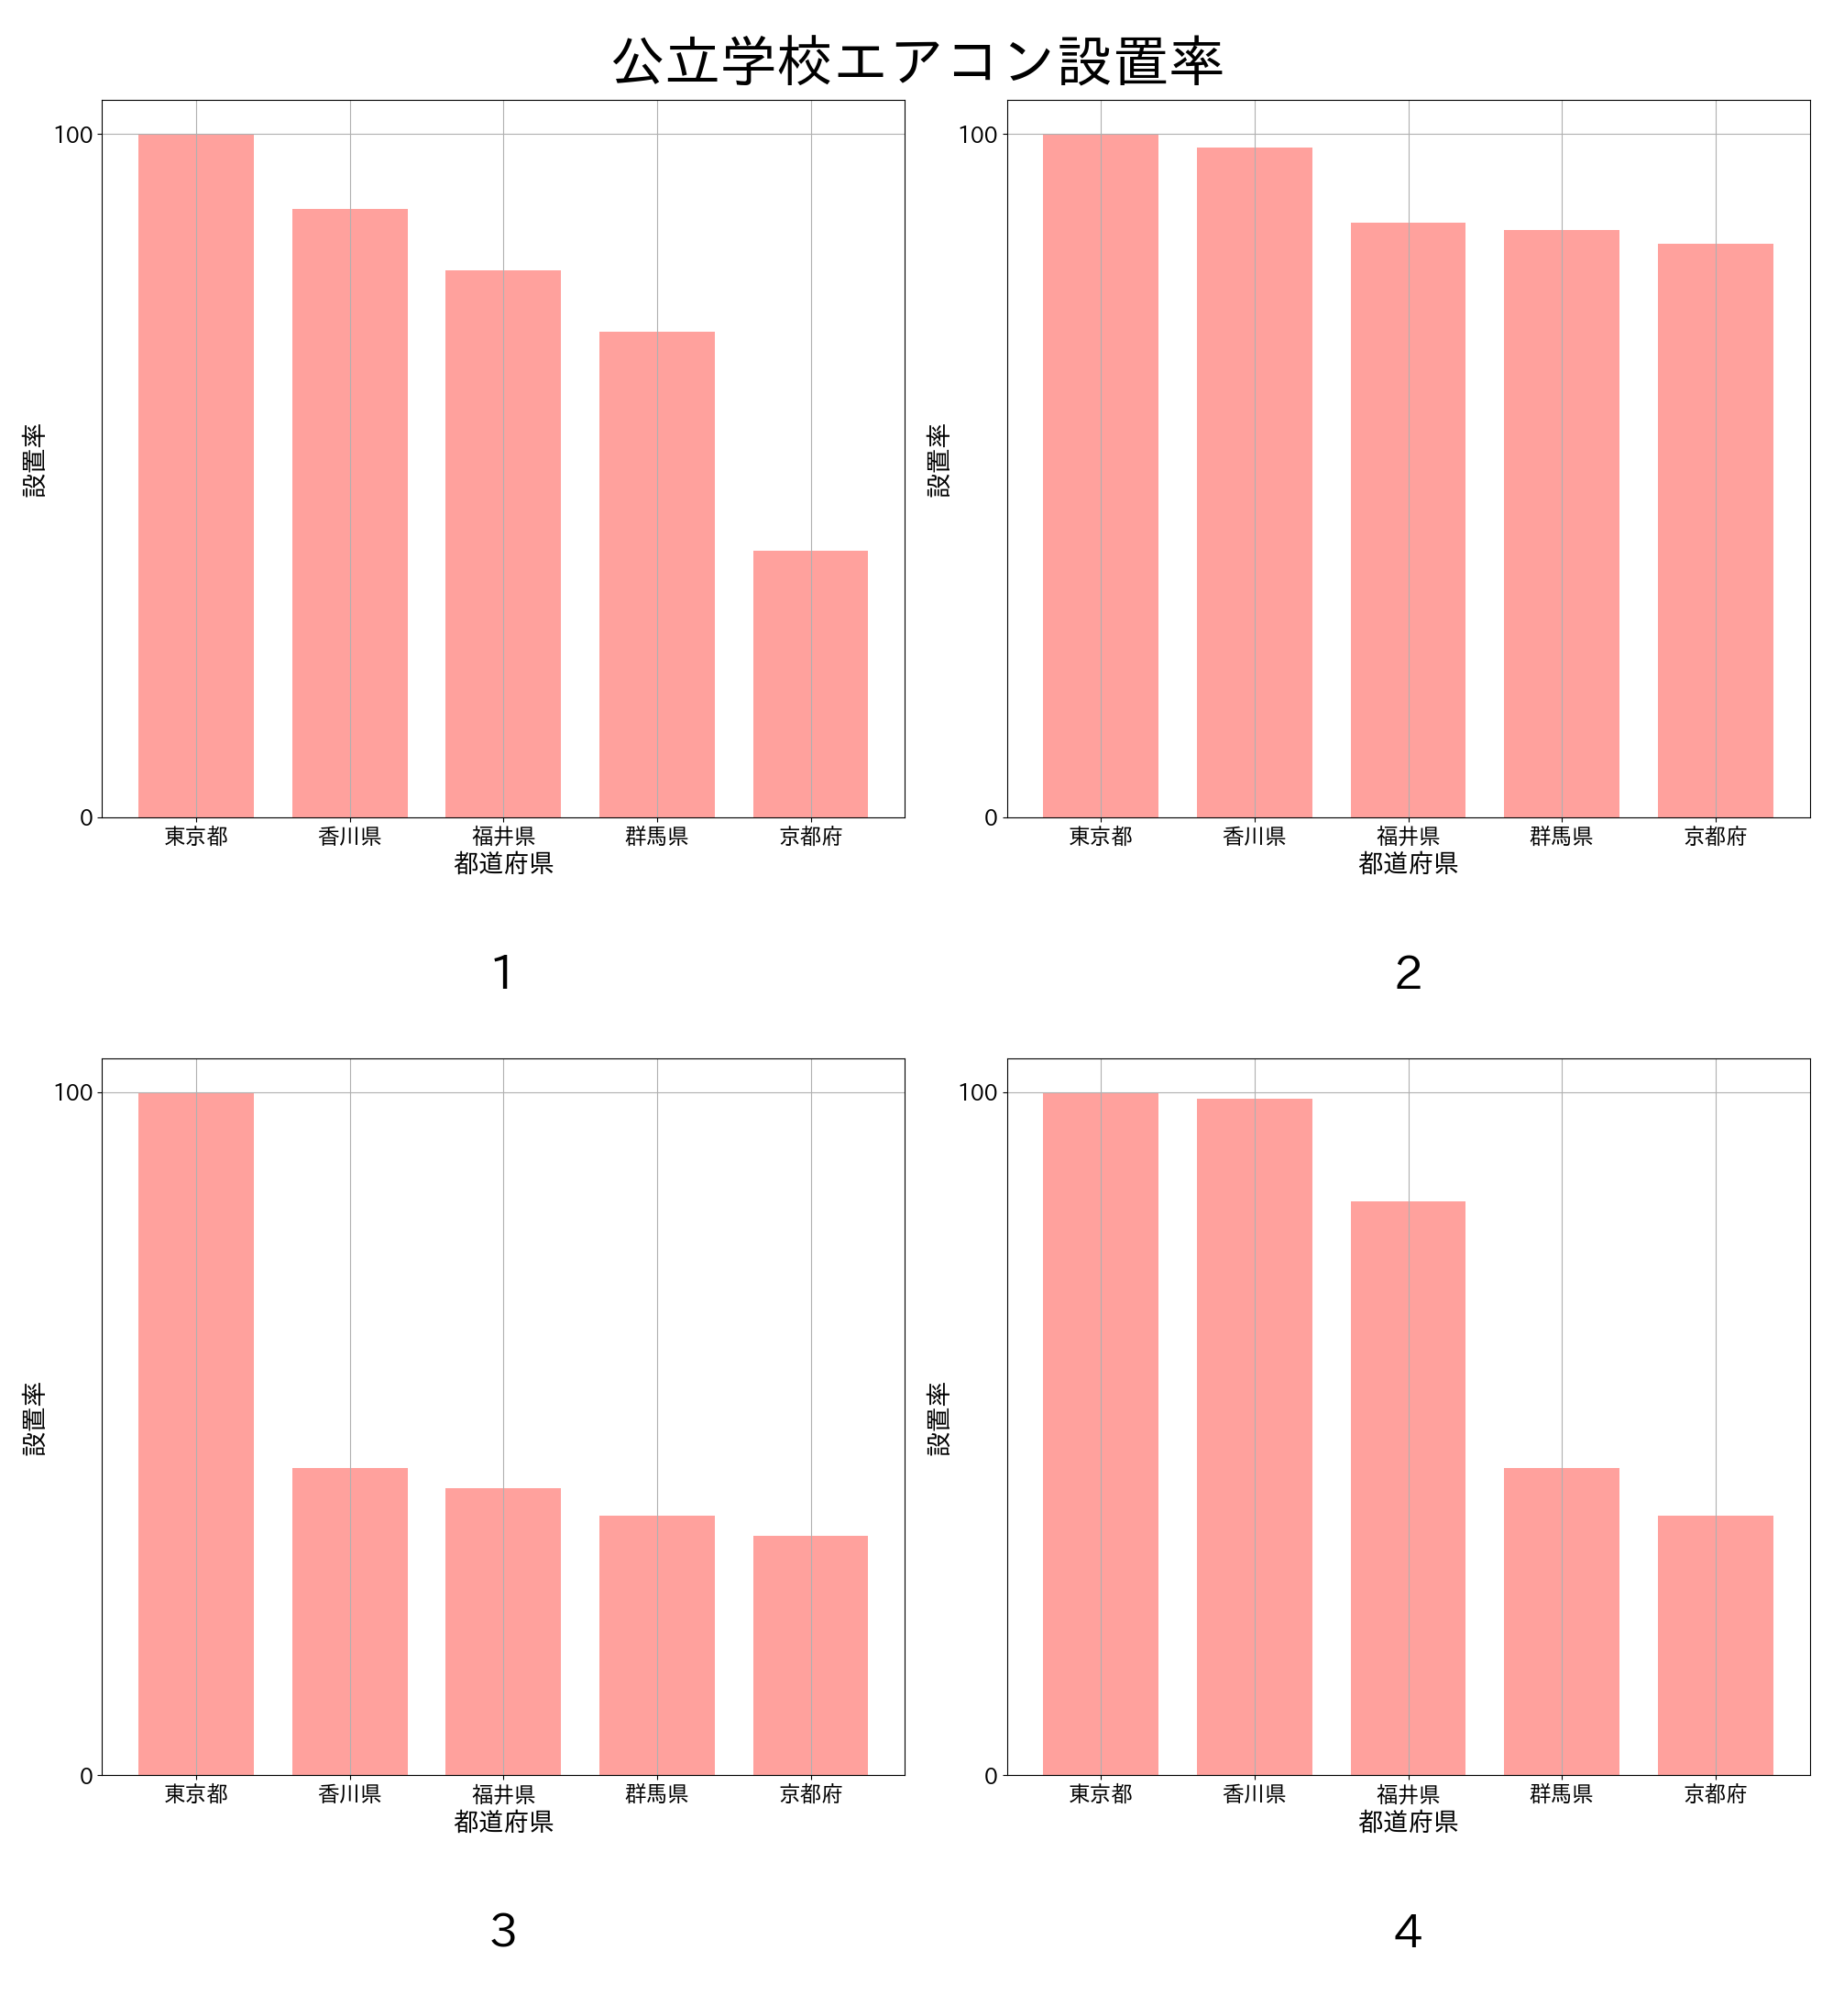 公立学校エアコン設置率
100
0
設置率
東京都 香川県 福井県 群馬県 京都府
都道府県
1
100
0
設置率
東京都 香川県 福井県 群馬県 京都府
都道府県
2
100
0
設置率
東京都 香川県 福井県 群馬県 京都府
都道府県
3
100
0
設置率
東京都 香川県 福井県 群馬県 京都府
都道府県
4